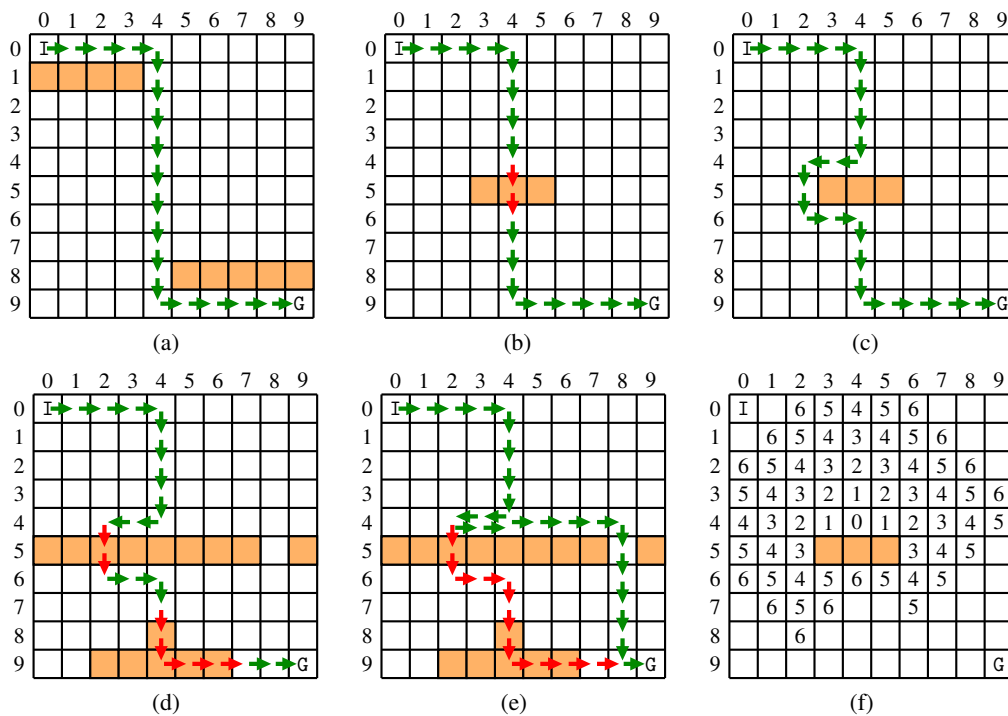 0 1 2 3 4 5 6 7 8 9
0 1 2 3 4 5 6 7 8 9
0 1 2 3 4 5 6 7 8 9
0 I
0 I
0 I
1
1
1
2
2
2
3
3
3
4
4
4
5
5
5
6
6
6
7
7
7
8
8
8
9 G
9 G
9 G
(a)
(b)
(c)
0 1 2 3 4 5 6 7 8 9
0 1 2 3 4 5 6 7 8 9
0 1 2 3 4 5 6 7 8 9
0 I
0 I
0 I 6 5 4 5 6
1
1
1 6 5 4 3 4 5 6 7
2
2
2 6 5 4 3 2 3 4 5 6
3
3
3 5 4 3 2 1 2 3 4 5 6
4
4
4 4 3 2 1 0 1 2 3 4 5
5
5
5 5 4 3 3 4 5
6
6
6 6 5 4 5 6 5 4 5
7
7
7 6 5 6 5
8
8
8 6
9 G
9 G
9 G
(d)
(e)
(f)